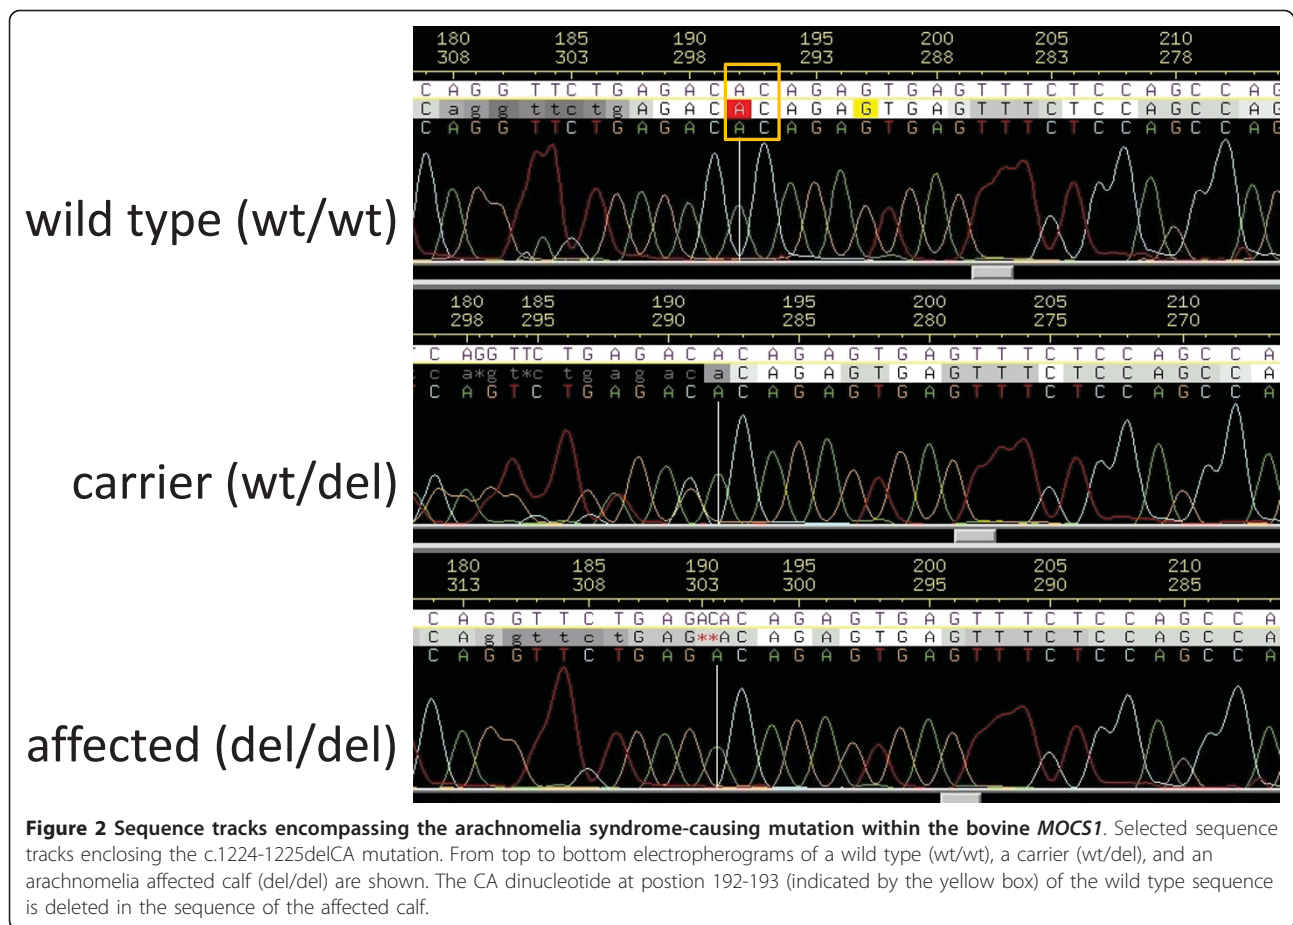 180 185 190 195 200 205 210
308 303 298 293 288 283 278
C A G G T T C T G A G A C A C A G A G T G A G T T T C T C C A G C C A G
C a g g t t c t g A G A C A C A G A G T G A G T T T C T C C A G C C A G
C A G G T T C T G A G A C A C A G A G T G A G T T T C T C C A G C C A G
wild type (wt/wt)
180 185 190 195 200 205 210
298 295 290 285 280 275 270
C AGG TTC T G A G A C A C A G A G T G A G T T T C T C C A G C C A
c a*g t*c t g a g a c a C A G A G T G A G T T T C T C C A G C C A
C A G T C T G A G A C A C A G A G T G A G T T T C T C C A G C C A
carrier (wt/del)
180 185 190 195 200 205 210
313 308 303 300 295 290 285
C A G G T T C T G A GACAC A G A G T G A G T T T C T C C A G C C A
C A g g t t c t G A G**A C A G A G T G A G T T T C T C C A G C C A
C A G G T T C T G A G A C A G A G T G A G T T T C T C C A G C C A
affected (del/del)
Figure 2 Sequence tracks encompassing the arachnomelia syndrome-causing mutation within the bovine MOCS1. Selected sequence
tracks enclosing the c.1224-1225delCA mutation. From top to bottom electropherograms of a wild type (wt/wt), a carrier (wt/del), and an
arachnomelia affected calf (del/del) are shown. The CA dinucleotide at postion 192-193 (indicated by the yellow box) of the wild type sequence
is deleted in the sequence of the affected calf.